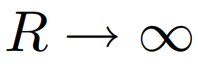 R → ∞